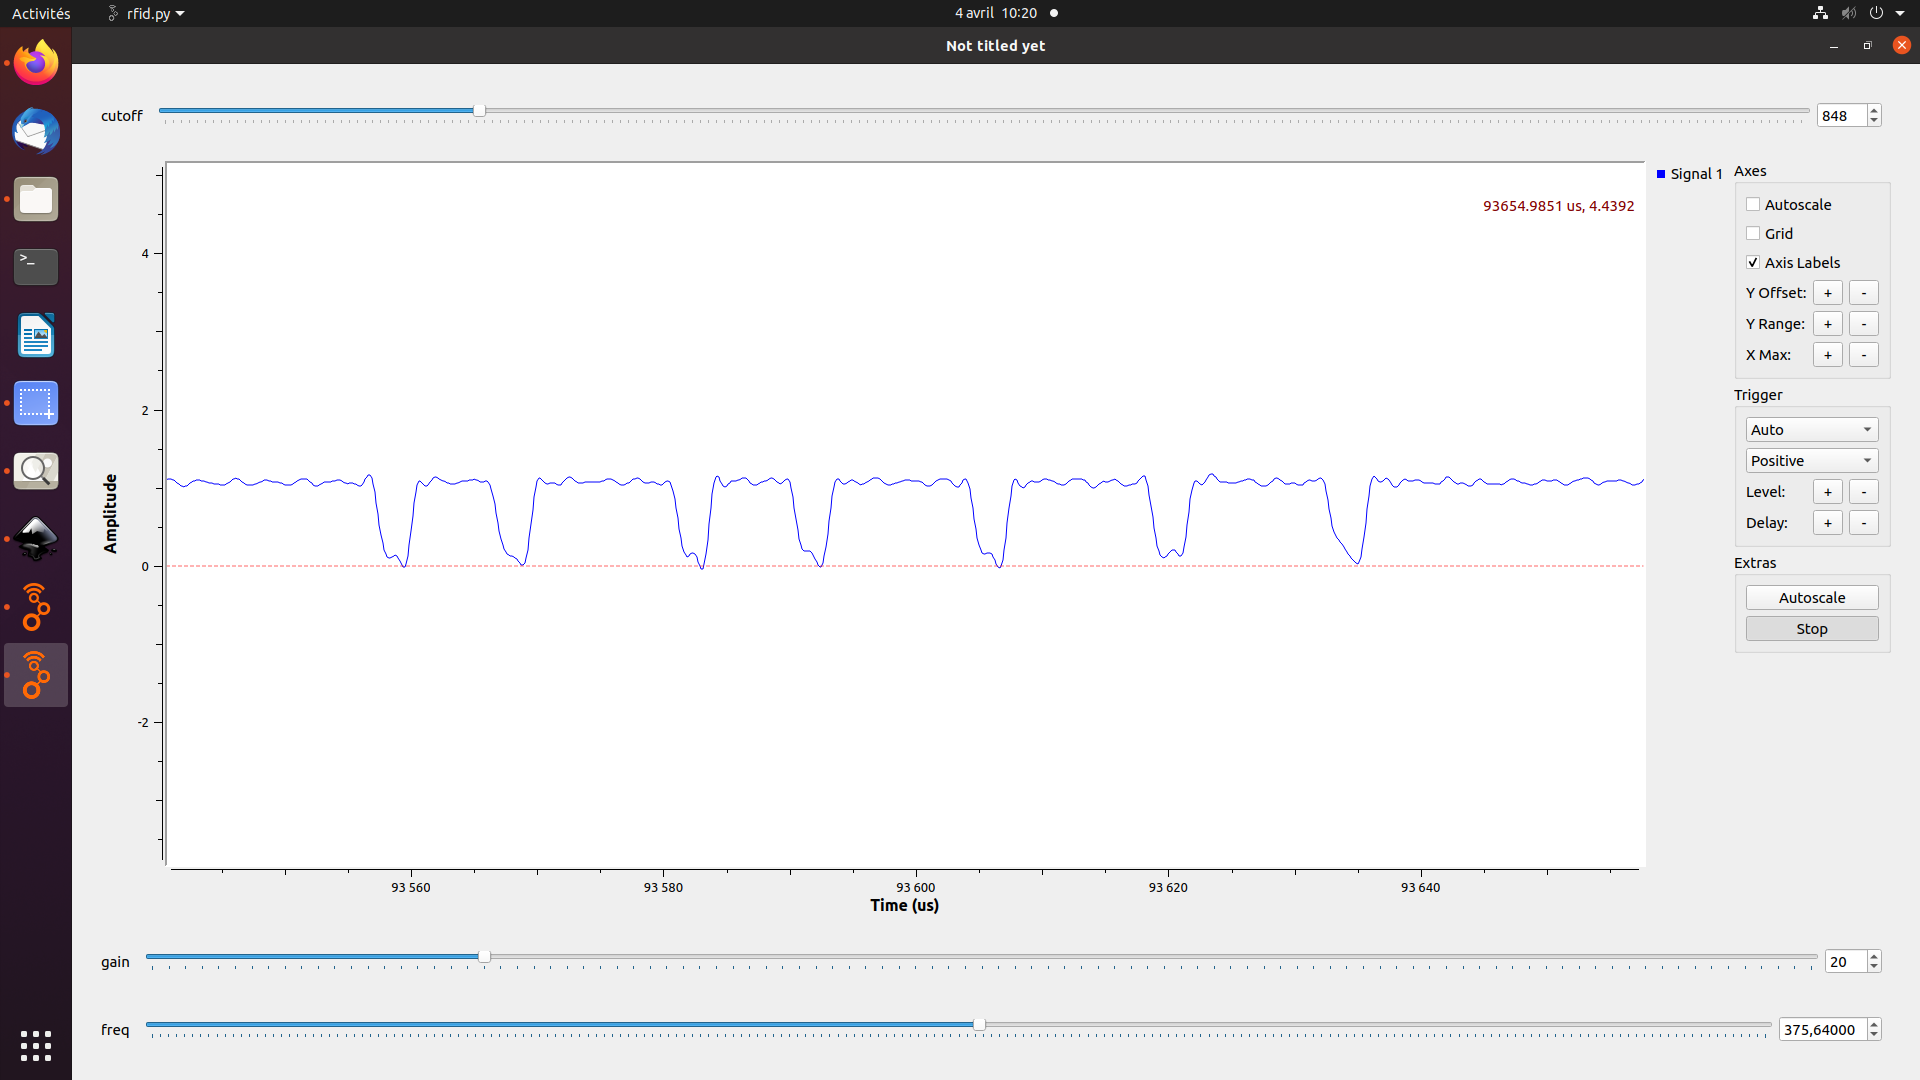 Activités
rfid.py
4 avril 10:20
Not titled yet
cutoff
848
Signal 1
93654.9851 us, 4.4392
4
2
0
-2
Amplitude
93 560
93 580
93 600
93 620
93 640
Time (us)
Axes
Autoscale
Grid
Axis Labels
Y Offset: + -
Y Range: + -
X Max: + -
Trigger
Auto
Positive
Level: + -
Delay: + -
Extras
Autoscale
Stop
gain
20
freq
375,64000